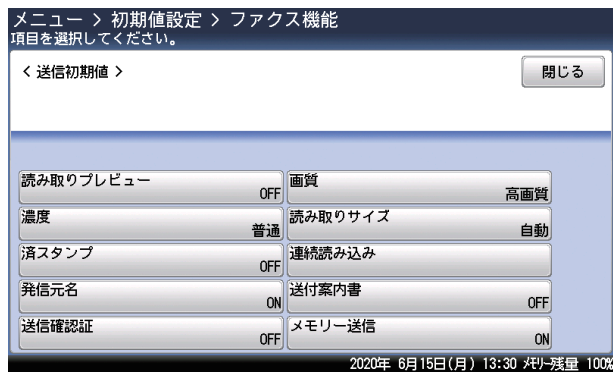 メニュー > 初期値設定 > ファクス機能
項目を選択してください。
< 送信初期値 >
閉じる
読み取りプレビュー OFF
画質 高画質
濃度 普通
読み取りサイズ 自動
済スタンプ OFF
連続読み込み
発信元名 ON
送付案内書 OFF
送信確認証 OFF
メモリー送信 ON
2020年 6月15日(月) 13:30 メモリー残量 100%